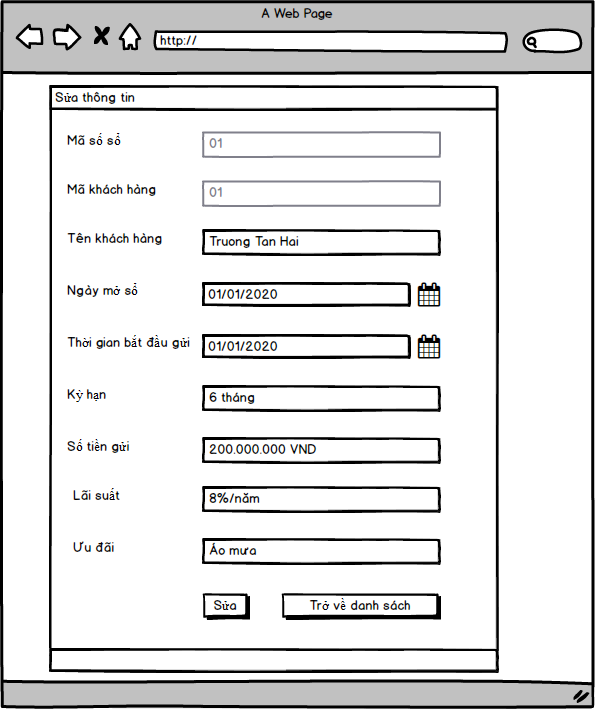 A Web Page
http://
Sửa thông tin
Mã số sổ
01
Mã khách hàng
01
Tên khách hàng
Truong Tan Hai
Ngày mở sổ
01/01/2020
Thời gian bắt đầu gửi
01/01/2020
Kỳ hạn
6 tháng
Số tiền gửi
200.000.000 VND
Lãi suất
8%/năm
Ưu đãi
Áo mưa
Sửa
Trở về danh sách